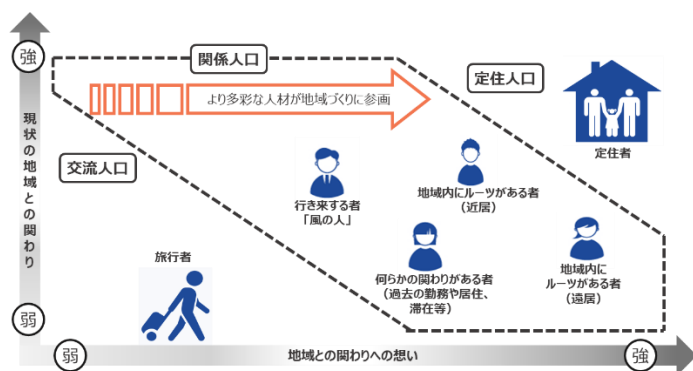 強
関係人口
定住人口
より多彩な人材が地域づくりに参画
現状の地域との関わり
交流人口
定住者
行き来する者
「風の人」
地域内にルーツがある者
（近居）
旅行者
何らかの関わりがある者
（過去の勤務や居住、
滞在等）
地域内に
ルーツがある者
（遠居）
弱
弱
地域との関わりへの想い
強